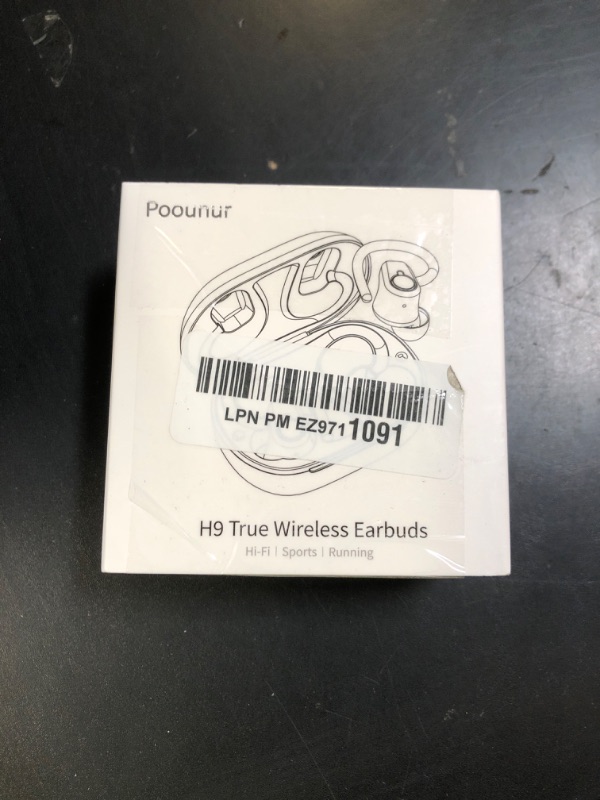 Poounur
LPN PM EZ9711091
H9 True Wireless Earbuds
Hi-Fi | Sports | Running